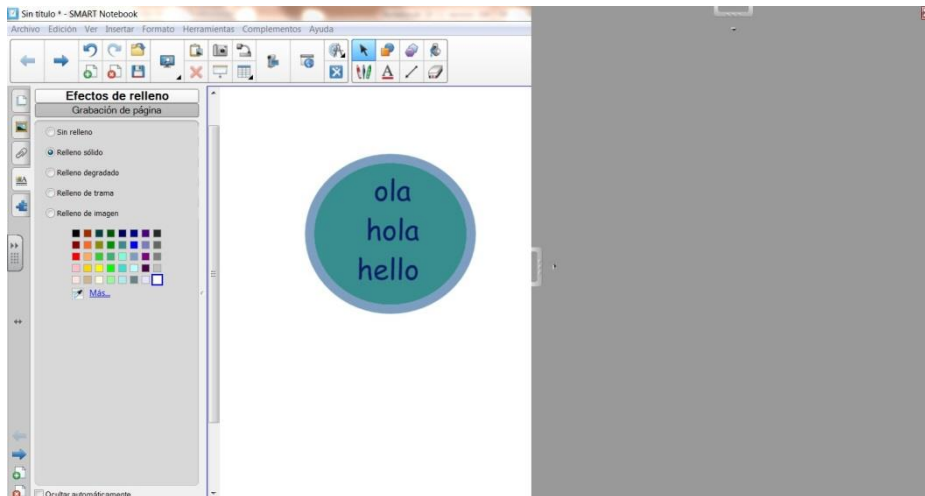 Sin título * - SMART Notebook
Archivo Edición Ver Insertar Formato Herramientas Complementos Ayuda
Efectos de relleno
Grabación de página
Sin relleno
Relleno sólido
Relleno degradado
Relleno de trama
Relleno de imagen
Más...
Ocultar automáticamente
ola
hola
hello